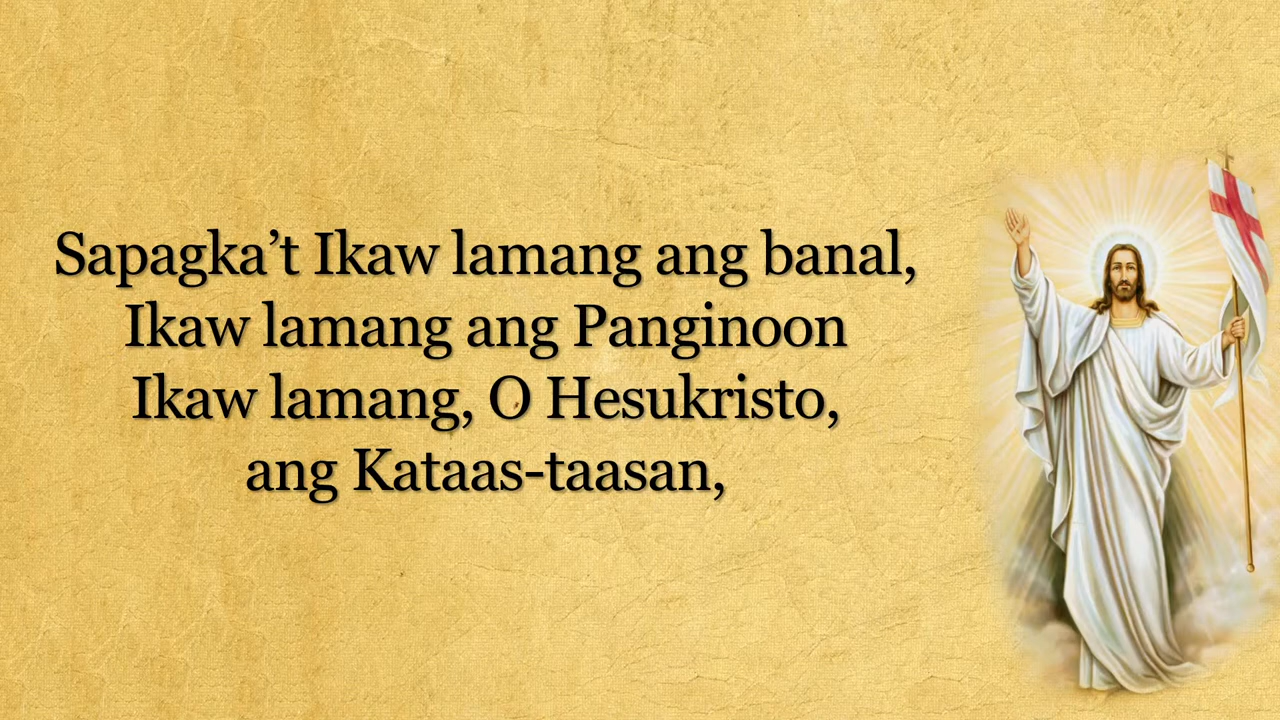 Sapagka’t Ikaw lamang ang banal,
Ikaw lamang ang Panginoon
Ikaw lamang, O Hesukristo,
ang Kataas-taasan,